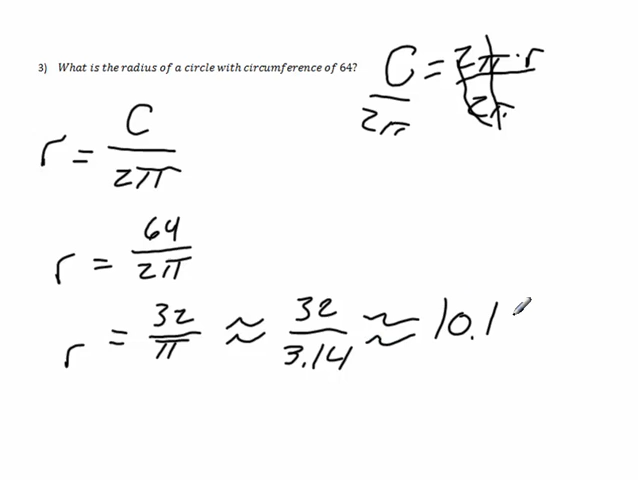 3) What is the radius of a circle with circumference of 64?
C/2π = 2π·r/2π
r = C/2π
r = 64/2π
r = 32/π ≈ 32/3.14 ≈ 10.1